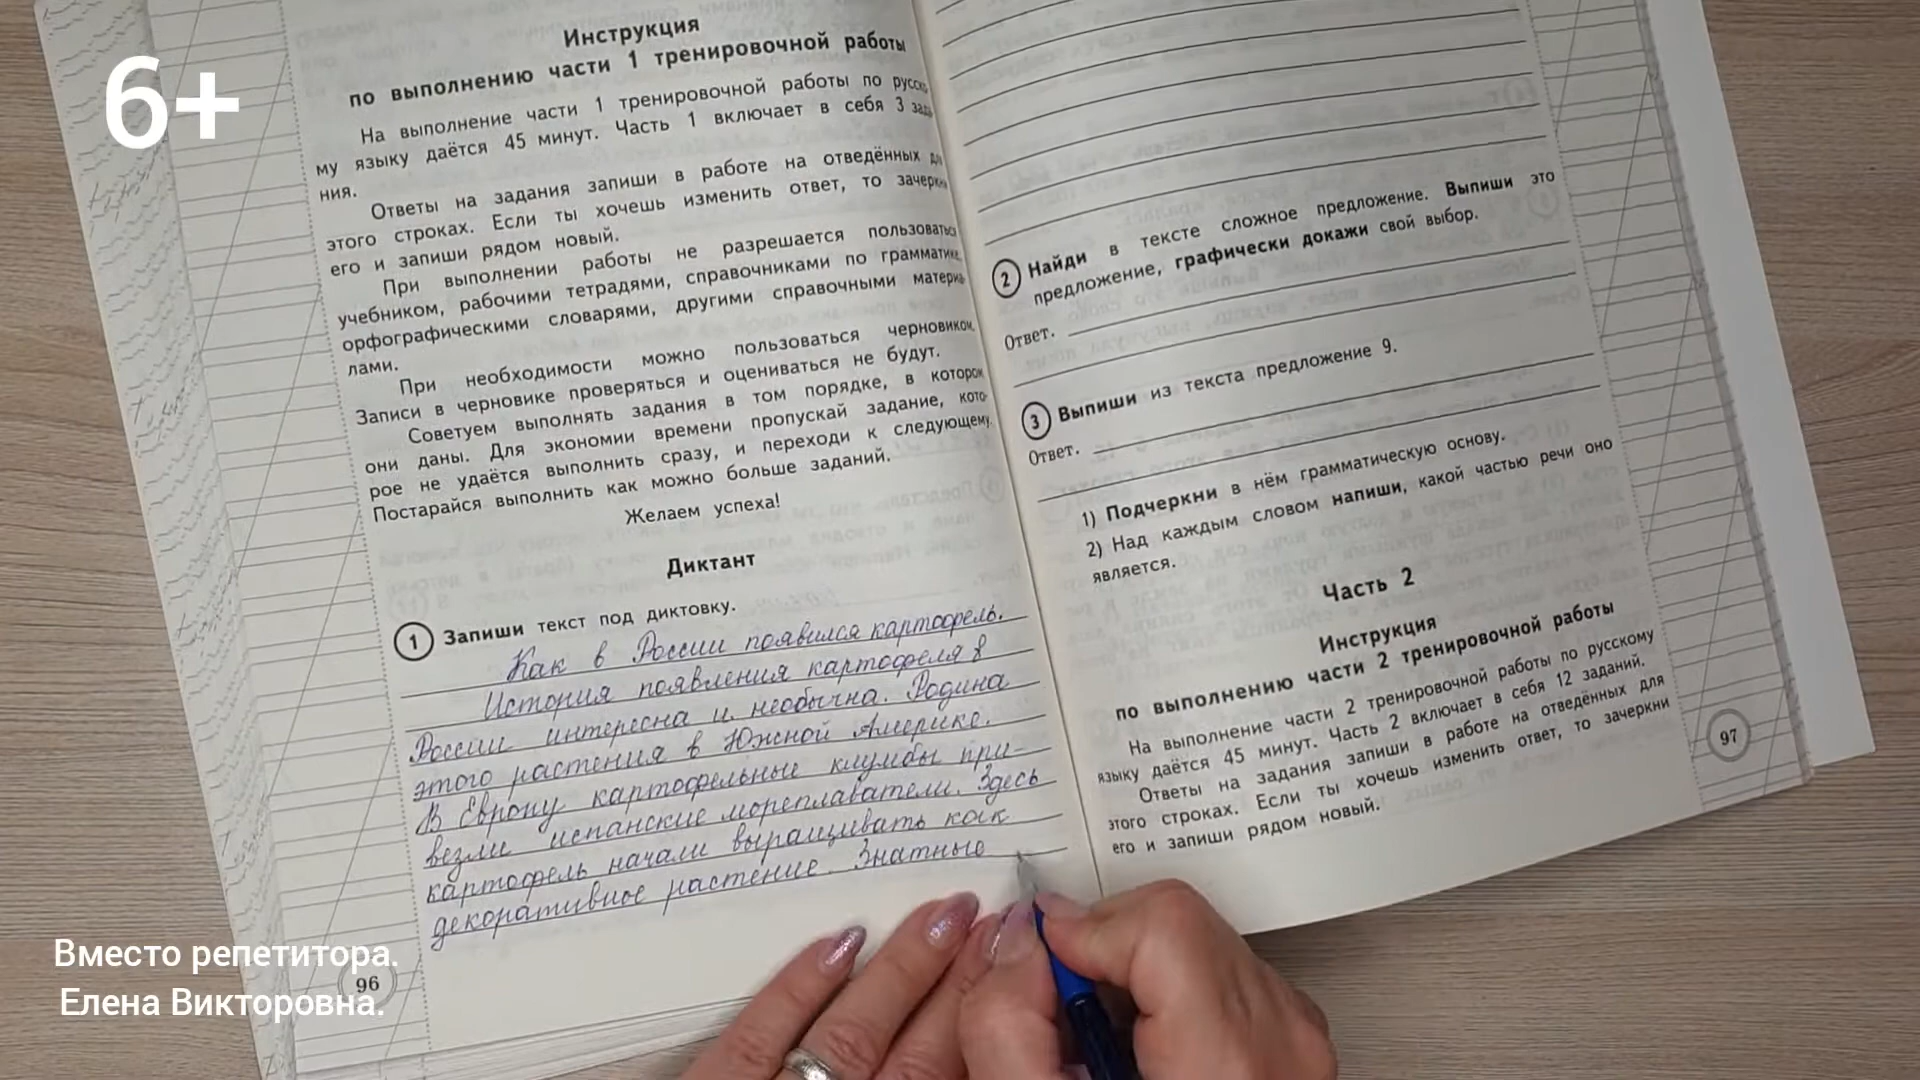 6+
Инструкция
по выполнению части 1 тренировочной работы
На выполнение части 1 тренировочной работы по русско
му языку даётся 45 минут. Часть 1 включает в себя 3 зада
ния.
Ответы на задания запиши в работе на отведённых для
этого строках. Если ты хочешь изменить ответ, то зачеркни
его и запиши рядом новый.
При выполнении работы не разрешается пользоваться
учебником, рабочими тетрадями, справочниками по грамматике,
орфографическими словарями, другими справочными материа-
лами.
При необходимости можно пользоваться черновиком.
Записи в черновике проверяться и оцениваться не будут.
Советуем выполнять задания в том порядке, в котором
они даны. Для экономии времени пропускай задание, кото-
рое не удаётся выполнить сразу, и переходи к следующему.
Постарайся выполнить как можно больше заданий.
Желаем успеха!
Диктант
1 Запиши текст под диктовку.
Как в России появился картофель.
История появления картофеля в
России интересна и необычна. Родина
этого растения в Южной Америке.
В Европу картофельные клумбы при-
везли испанские мореплаватели. Здесь
картофель начали выращивать как
декоративное растение. Знатные
96
Вместо репетитора.
Елена Викторовна.
2 Найди в тексте сложное предложение. Выпиши это
предложение, графически докажи свой выбор.
Ответ.
3 Выпиши из текста предложение 9.
Ответ.
1) Подчеркни в нём грамматическую основу.
2) Над каждым словом напиши, какой частью речи оно
является.
Часть 2
Инструкция
по выполнению части 2 тренировочной работы
На выполнение части 2 тренировочной работы по русскому
языку даётся 45 минут. Часть 2 включает в себя 12 заданий.
Ответы на задания запиши в работе на отведённых для
этого строках. Если ты хочешь изменить ответ, то зачеркни
его и запиши рядом новый.
97